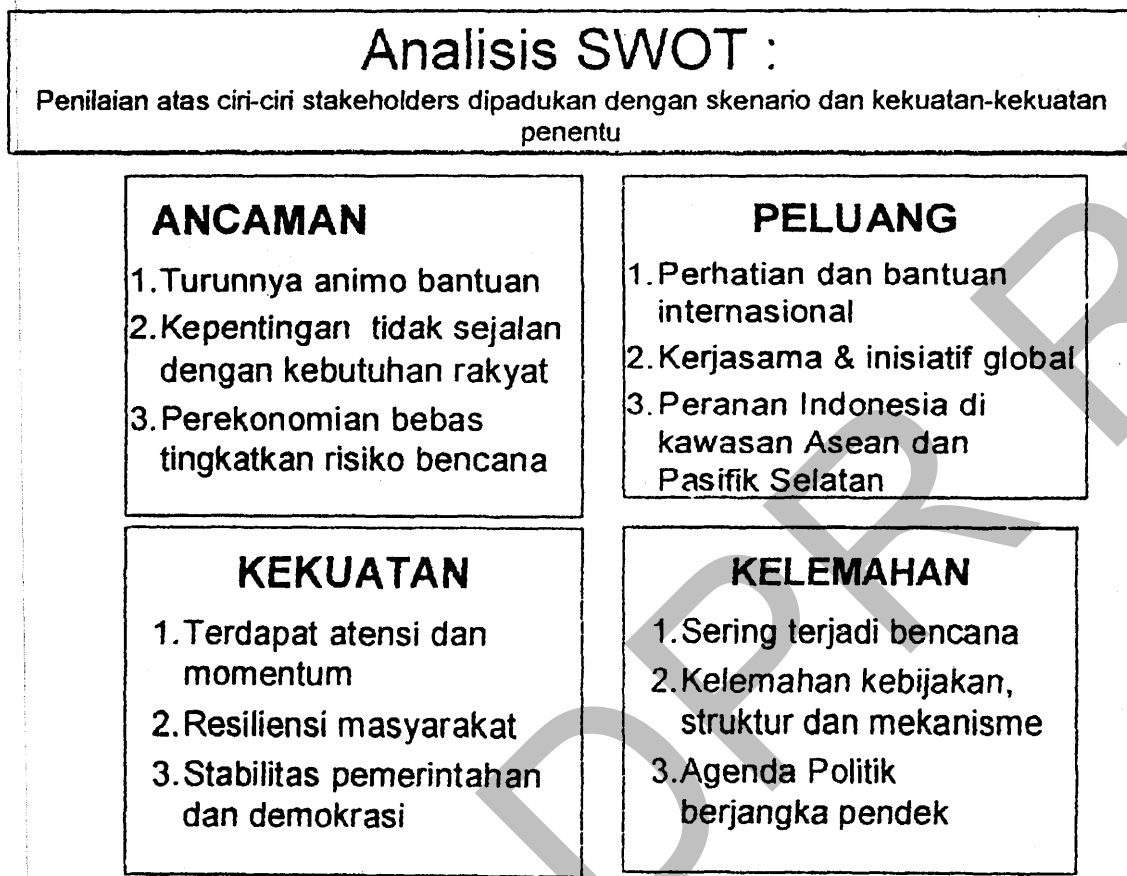 Analisis SWOT :
Penilaian atas ciri-ciri stakeholders dipadukan dengan skenario dan kekuatan-kekuatan
penentu
ANCAMAN
1.Turunnya animo bantuan
2.Kepentingan tidak sejalan
dengan kebutuhan rakyat
3.Perekonomian bebas
tingkatkan risiko bencana
PELUANG
1.Perhatian dan bantuan
internasional
2.Kerjasama & inisiatif global
3.Peranan Indonesia di
kawasan Asean dan
Pasifik Selatan
KEKUATAN
1.Terdapat atensi dan
momentum
2.Resiliensi masyarakat
3.Stabilitas pemerintahan
dan demokrasi
KELEMAHAN
1.Sering terjadi bencana
2.Kelemahan kebijakan,
struktur dan mekanisme
3.Agenda Politik
berjangka pendek
DPR R